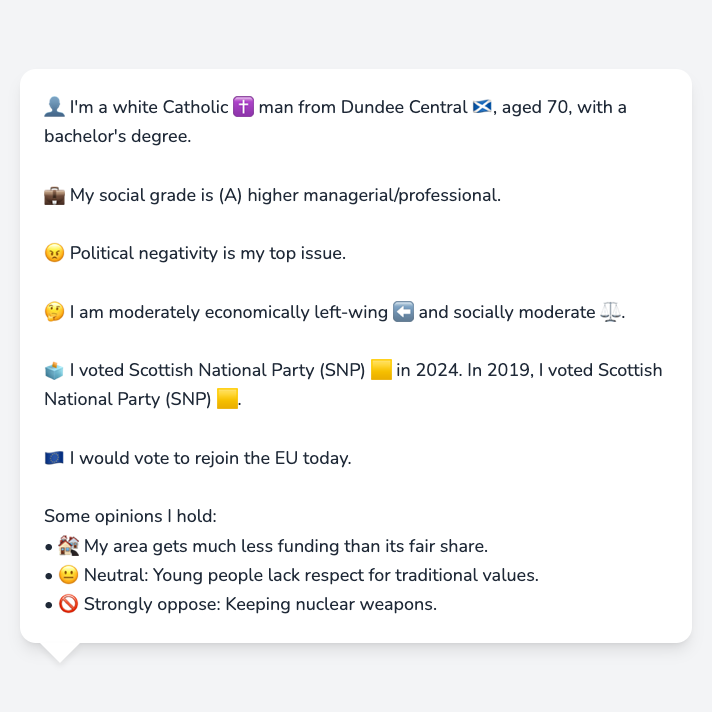 👤 I'm a white Catholic ✝️ man from Dundee Central 🏴󠁧󠁢󠁳󠁣󠁴󠁿, aged 70, with a
bachelor's degree.
💼 My social grade is (A) higher managerial/professional.
😠 Political negativity is my top issue.
🤔 I am moderately economically left-wing ⬅️ and socially moderate ⚖️.
🗳️ I voted Scottish National Party (SNP) 🟨 in 2024. In 2019, I voted Scottish
National Party (SNP) 🟨.
🇪🇺 I would vote to rejoin the EU today.
Some opinions I hold:
• 🏚️ My area gets much less funding than its fair share.
• 😐 Neutral: Young people lack respect for traditional values.
• 🚫 Strongly oppose: Keeping nuclear weapons.